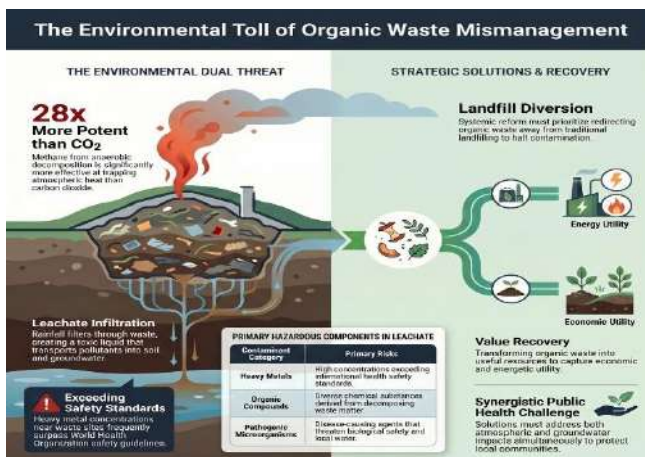 The Environmental Toll of Organic Waste Mismanagement
THE ENVIRONMENTAL DUAL THREAT
28x
More Potent
than CO₂
Methane from anaerobic
decomposition is significantly
more effective at trapping
atmospheric heat than
carbon dioxide.
Leachate Infiltration
Rainfall filters through waste,
creating a toxic liquid that
transports pollutants into soil
and groundwater.
Exceeding
Safety Standards
Heavy metal concentrations
near waste sites frequently
surpass World Health
Organization safety guidelines.
PRIMARY HAZARDOUS COMPONENTS IN LEACHATE
Contaminant
Category
Primary Risks
Heavy Metals
High concentrations exceeding
international health safety
standards.
Organic
Compounds
Diverse chemical substances
derived from decomposing
waste matter.
Pathogenic
Microorganisms
Disease-causing agents that
threaten biological safety and
local water.
STRATEGIC SOLUTIONS & RECOVERY
Landfill Diversion
Systemic reform must prioritize redirecting
organic waste away from traditional
landfilling to halt contamination.
Energy Utility
Economic Utility
Value Recovery
Transforming organic waste into
useful resources to capture economic
and energetic utility.
Synergistic Public
Health Challenge
Solutions must address both
atmospheric and groundwater
impacts simultaneously to protect
local communities.